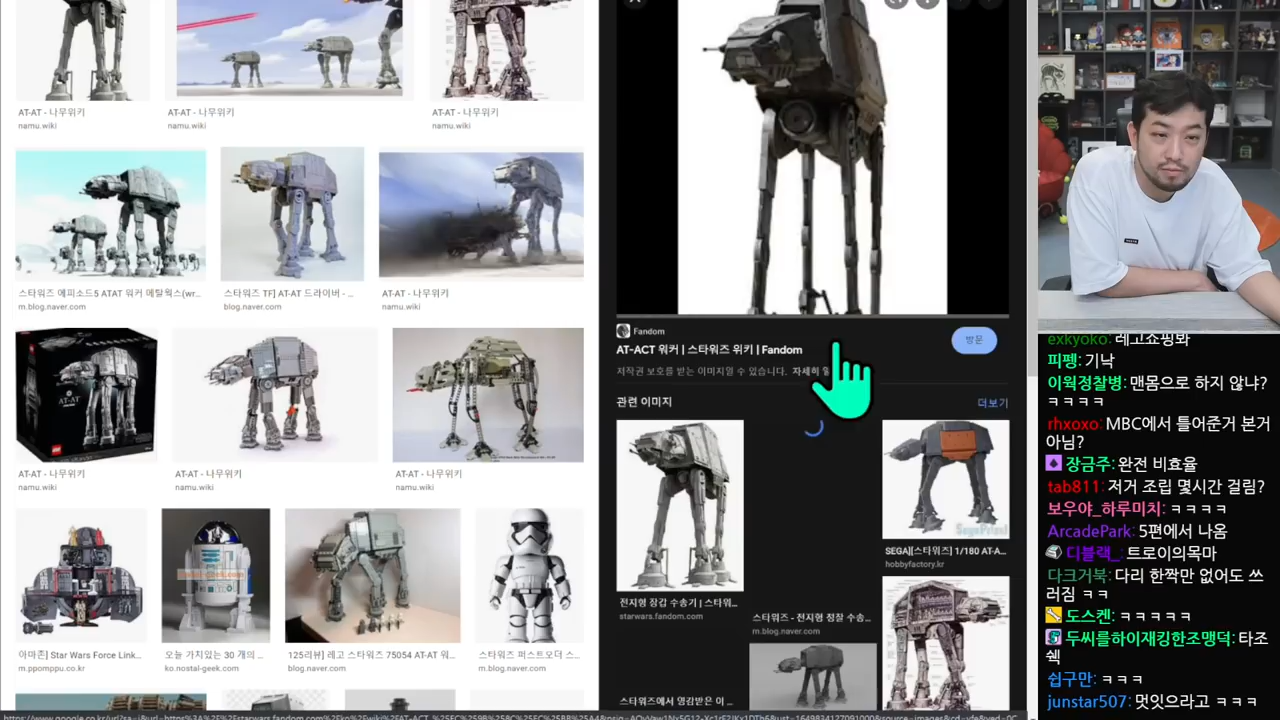 AT-AT - 나무위키
namu.wiki
AT-AT - 나무위키
namu.wiki
AT-AT - 나무위키
namu.wiki
스타워즈 에피소드5 ATAT 워커 메탈웍스(wr...
m.blog.naver.com
스타워즈 TF] AT-AT 드라이버 - ...
blog.naver.com
AT-AT - 나무위키
namu.wiki
AT-AT
AT-AT - 나무위키
namu.wiki
AT-AT - 나무위키
namu.wiki
AT-AT - 나무위키
namu.wiki
아마존] Star Wars Force Link...
m.ppomppu.co.kr
오늘 가치있는 30 개의 ...
ko.nostal-geek.com
125리뷰] 레고 스타워즈 75054 AT-AT 워...
blog.naver.com
스타워즈 퍼스트오더 스...
m.blog.naver.com
Fandom
방문
AT-ACT 워커 | 스타워즈 위키 | Fandom
저작권 보호를 받는 이미지일 수 있습니다. 자세히
관련 이미지
더보기
전지형 장갑 수송기 | 스타워...
starwars.fandom.com
스타워즈 - 전지형 정찰 수송...
m.blog.naver.com
SEGA][스타워즈] 1/180 AT-A...
hobbyfactory.kr
스타워즈에서 영감받은 이 ...
exkyoko: 레고쇼핑봐
피펭: 기낙
이웍정찰병: 맨몸으로 하지 않냐?
ㅋㅋㅋㅋ
rhxoxo: MBC에서 틀어준거 본거
아님?
장금주: 완전 비효율
tab811: 저거 조립 몇시간 걸림?
보우야_하루미치: ㅋㅋㅋㅋ
ArcadePark: 5편에서 나옴
디블랙_: 트로이의목마
다크거북: 다리 한짝만 없어도 쓰
러짐 ㅋㅋ
도스켄: ㅋㅋㅋㅋㅋ
두씨를하이재킹한조맹덕: 타조
쉑
쉽구만: ㅋㅋㅋ
junstar507: 멋잇으라고 ㅋㅋㅋ